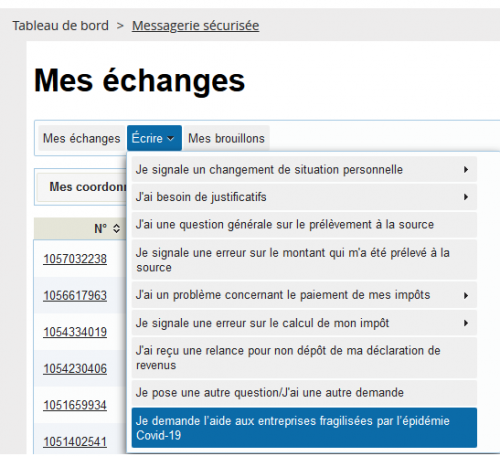 Tableau de bord > Messagerie sécurisée
Mes échanges
Mes échanges Écrire Mes brouillons
Je signale un changement de situation personnelle
Mes coordon
J'ai besoin de justificatifs
N°
J'ai une question générale sur le prélèvement à la source
1057032238
Je signale une erreur sur le montant qui m'a été prélevé à la
source
1056617963
J'ai un problème concernant le paiement de mes impôts
1054334019
Je signale une erreur sur le calcul de mon impôt
J'ai reçu une relance pour non dépôt de ma déclaration de
revenus
1054230406
Je pose une autre question/J'ai une autre demande
1051659934
Je demande l'aide aux entreprises fragilisées par l'épidémie
Covid-19
1051402541